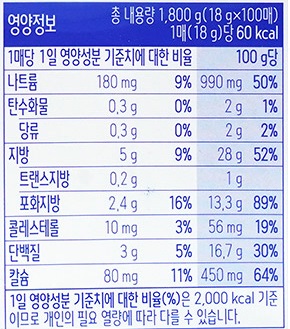 영양정보 총 내용량 1,800 g(18 g×100매)
1매(18 g)당 60 kcal
1매당 1일 영양성분 기준치에 대한 비율 100 g당
나트륨 180 mg 9% 990 mg 50%
탄수화물 0,3 g 0% 2 g 1%
당류 0,3 g 0% 2 g 2%
지방 5 g 9% 28 g 52%
트랜스지방 0,2 g 1 g
포화지방 2,4 g 16% 13,3 g 89%
콜레스테롤 10 mg 3% 56 mg 19%
단백질 3 g 5% 16,7 g 30%
칼슘 80 mg 11% 450 mg 64%
1일 영양성분 기준치에 대한 비율(%)은 2,000 kcal 기준
이므로 개인의 필요 열량에 따라 다를 수 있습니다.